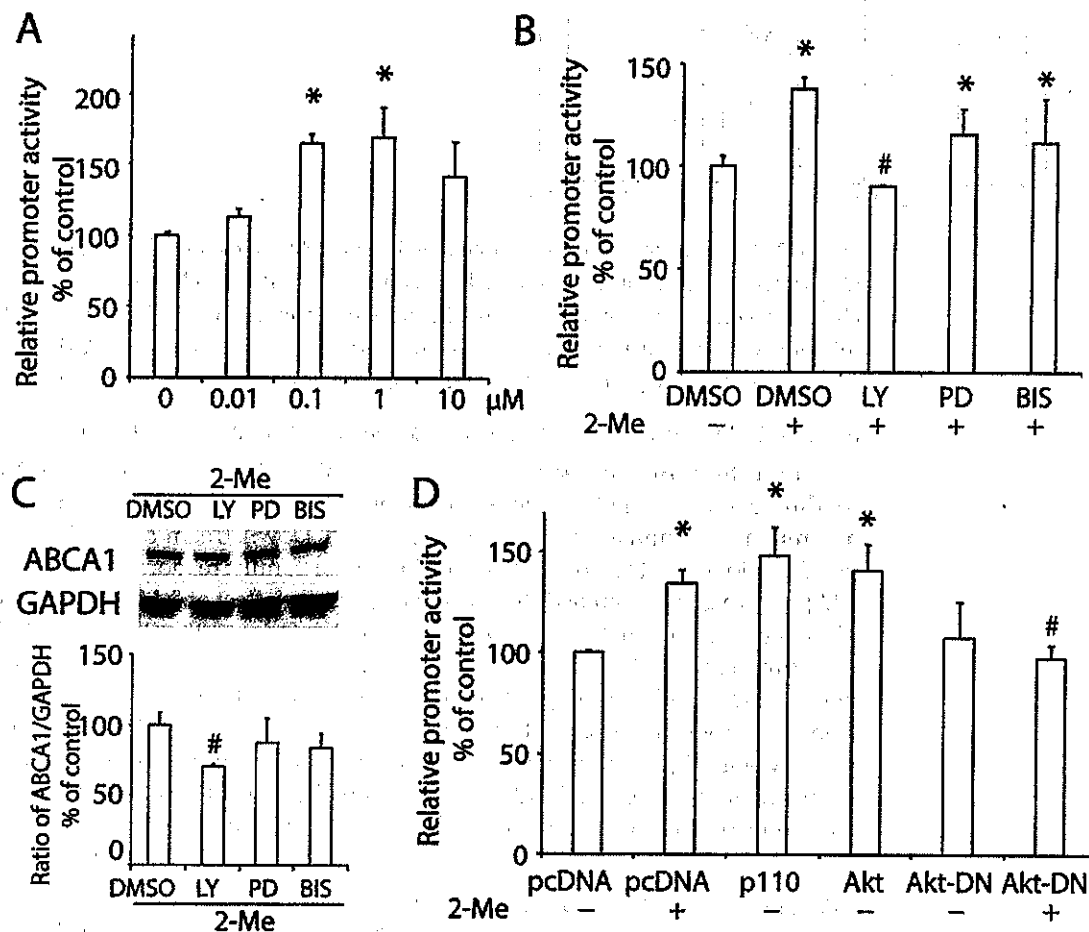 A
Relative promoter activity
% of control
200
150
100
50
0
*
*
0 0.01 0.1 1 10 μM
B
Relative promoter activity
% of control
150
100
50
0
*
#
*
*
DMSO DMSO LY PD BIS
2-Me − + + + +
C
2-Me
DMSO LY PD BIS
ABCA1
GAPDH
Ratio of ABCA1/GAPDH
% of control
150
100
50
0
#
DMSO LY PD BIS
2-Me
D
Relative promoter activity
% of control
150
100
50
0
*
*
*
#
pcDNA pcDNA p110 Akt Akt-DN Akt-DN
2-Me − + − − − +